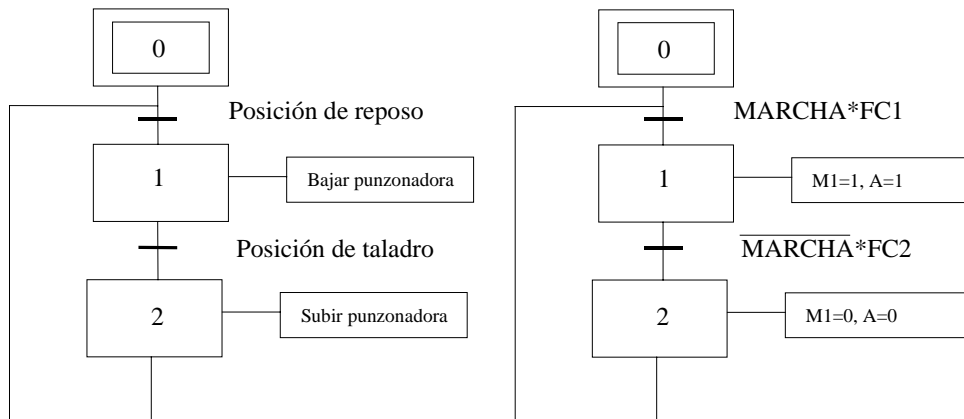 0
Posición de reposo
1
Bajar punzonadora
Posición de taladro
2
Subir punzonadora
0
MARCHA*FC1
1
M1=1, A=1
MARCHA*FC2
2
M1=0, A=0